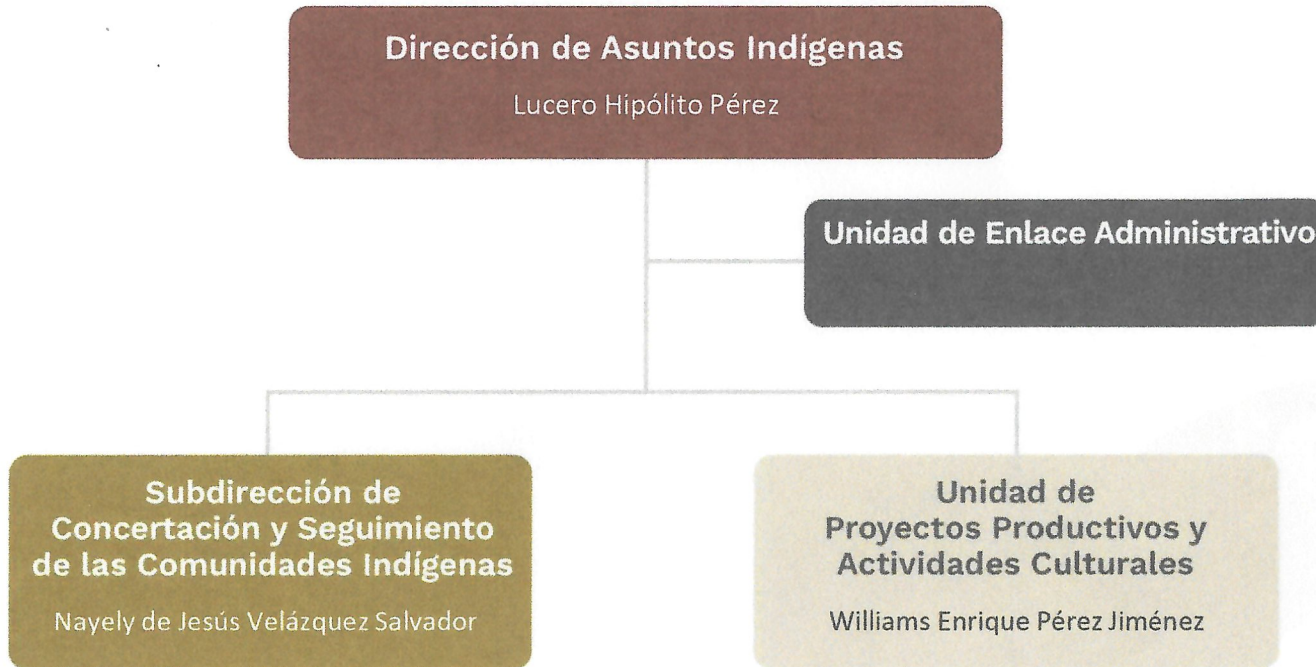 Dirección de Asuntos Indígenas
Lucero Hipólito Pérez
Unidad de Enlace Administrativo
Subdirección de
Concertación y Seguimiento
de las Comunidades Indígenas
Nayely de Jesús Velázquez Salvador
Unidad de
Proyectos Productivos y
Actividades Culturales
Williams Enrique Pérez Jiménez